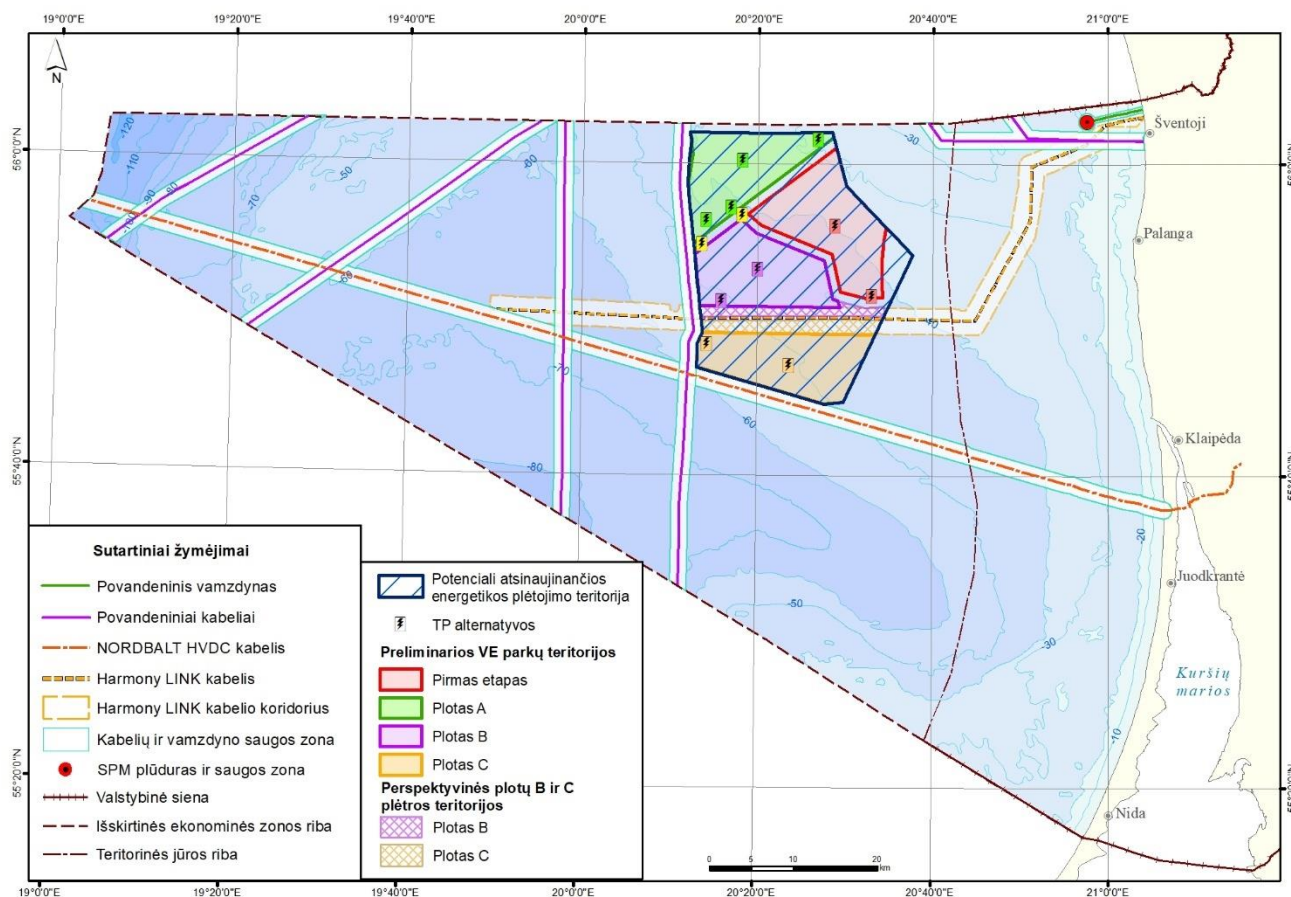 19°0'0"E 19°20'0"E 19°40'0"E 20°0'0"E 20°20'0"E 20°40'0"E 21°0'0"E
N
-120
-110
-90
-80
-70
-50
-80
-30
56°0'0"N
Šventoji
Palanga
-60
-40
-70
-60
Klaipėda
55°40'0"N 55°40'0"N
-80
-20
Juodkrantė
-50
-30
Kuršių
marios
-10
55°20'0"N 55°20'0"N
Nida
Sutartiniai žymėjimai
Povandeninis vamzdynas
Povandeniniai kabeliai
NORDBALT HVDC kabelis
Harmony LINK kabelis
Harmony LINK kabelio koridorius
Kabelių ir vamzdyno saugos zona
SPM plūduras ir saugos zona
Valstybinė siena
Išskirtinės ekonominės zonos riba
Teritorinės jūros riba
Potenciali atsinaujinančios
energetikos plėtojimo teritorija
TP alternatyvos
Preliminarios VE parkų teritorijos
Pirmas etapas
Plotas A
Plotas B
Plotas C
Perspektyvinės plotų B ir C
plėtros teritorijos
Plotas B
Plotas C
0 5 10 20
km
19°0'0"E 19°20'0"E 19°40'0"E 20°0'0"E 20°20'0"E 20°40'0"E 21°0'0"E